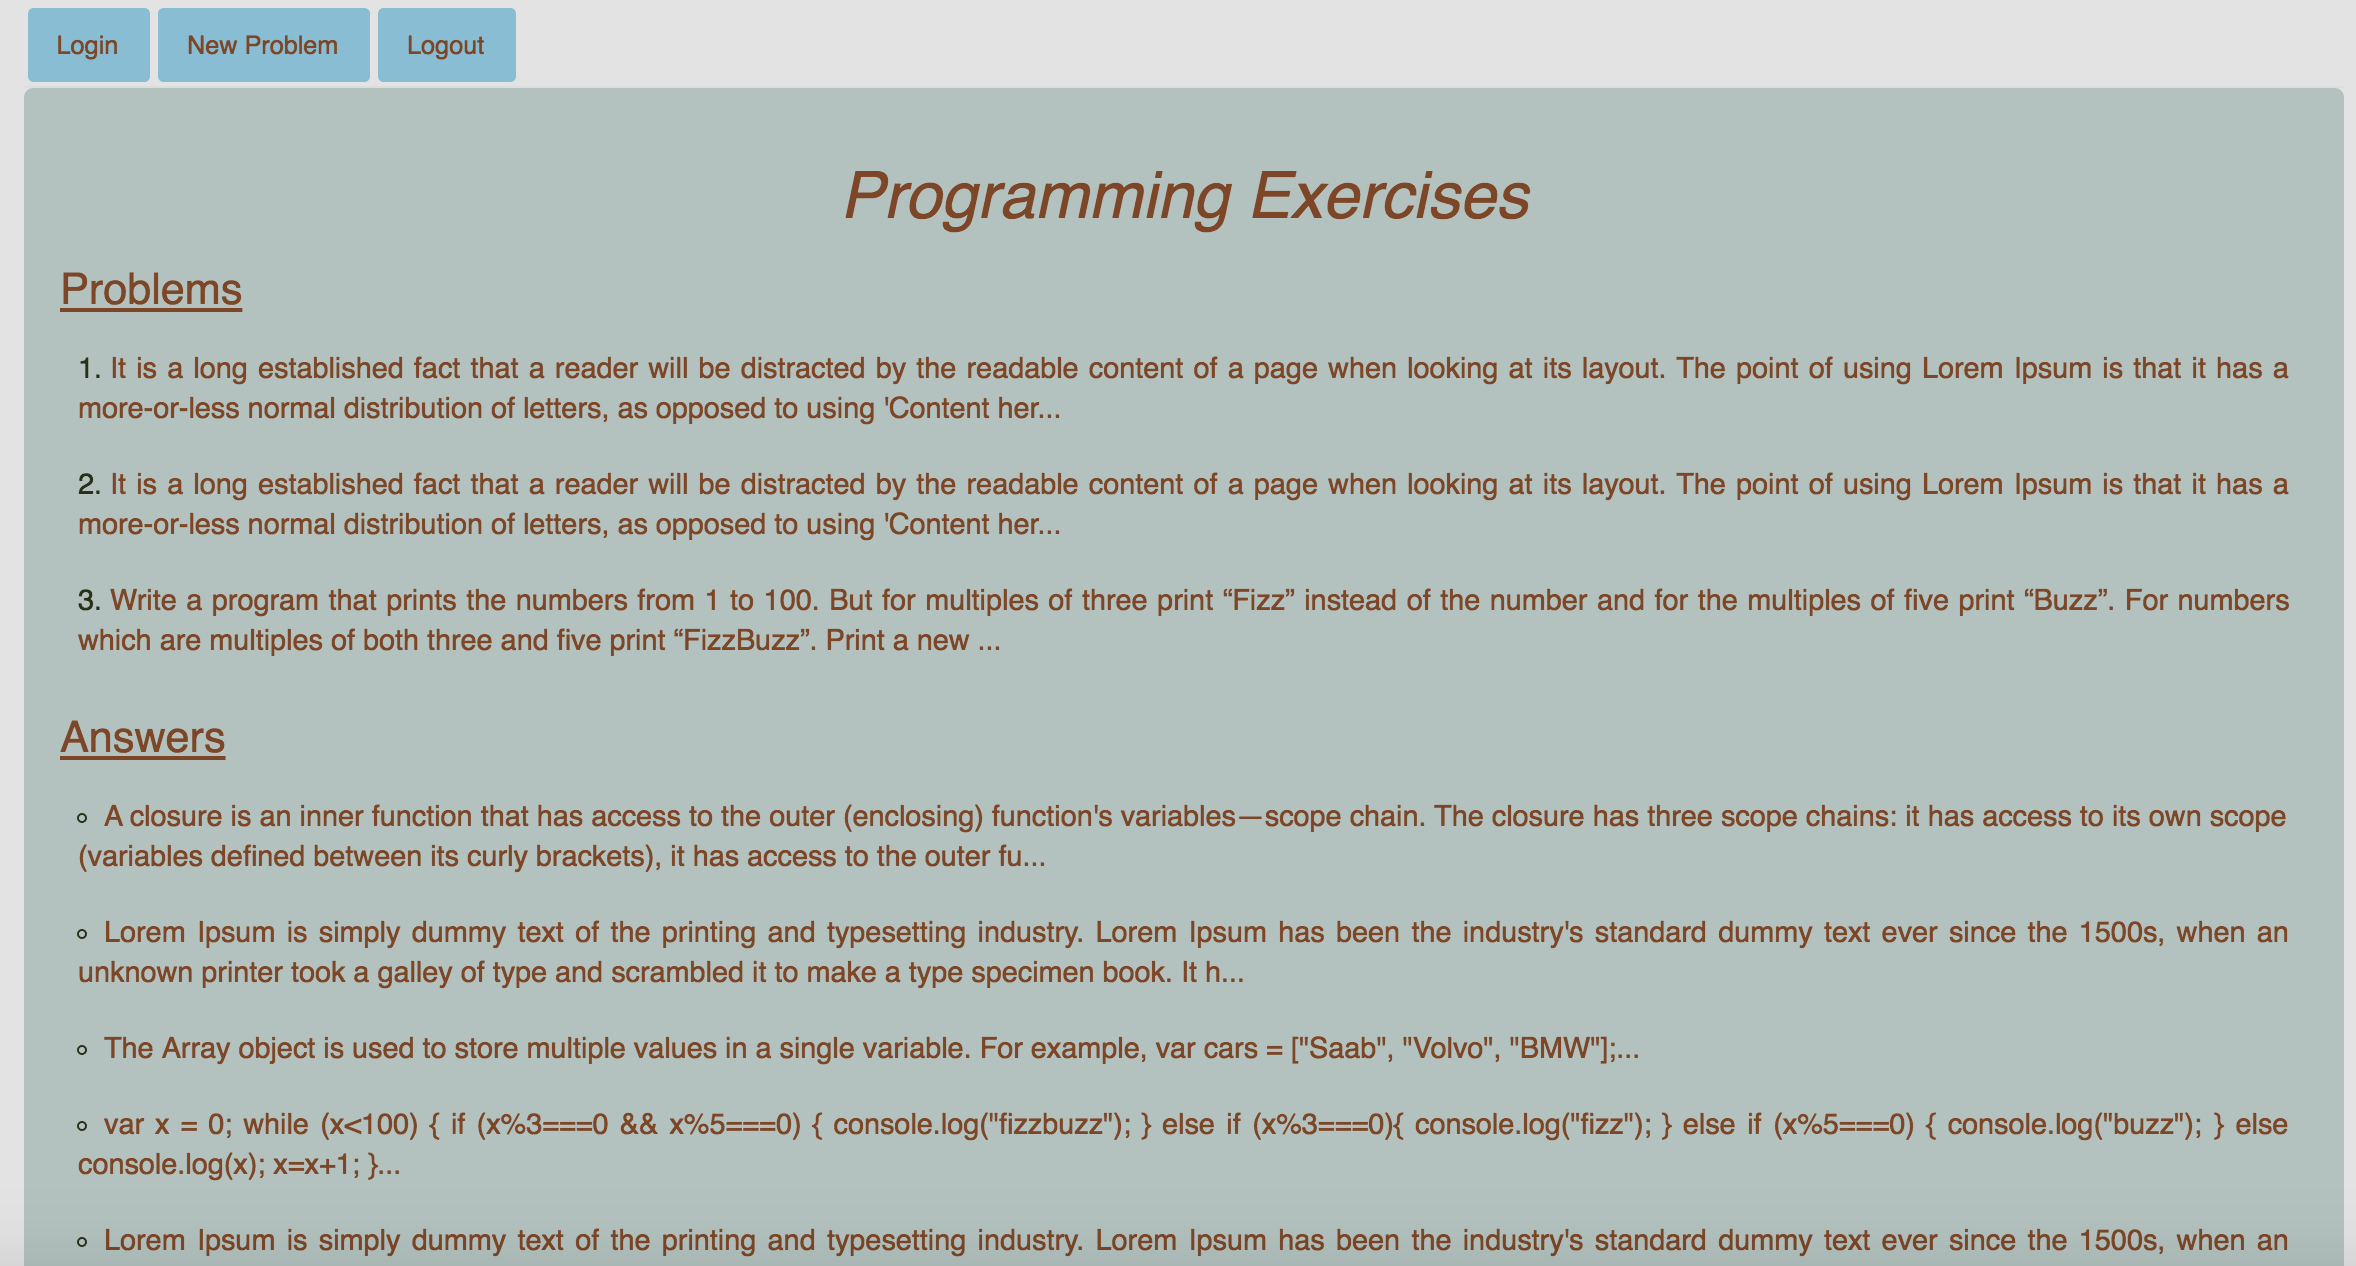 Login New Problem Logout
Programming Exercises
Problems
1. It is a long established fact that a reader will be distracted by the readable content of a page when looking at its layout. The point of using Lorem Ipsum is that it has a
more-or-less normal distribution of letters, as opposed to using 'Content her...
2. It is a long established fact that a reader will be distracted by the readable content of a page when looking at its layout. The point of using Lorem Ipsum is that it has a
more-or-less normal distribution of letters, as opposed to using 'Content her...
3. Write a program that prints the numbers from 1 to 100. But for multiples of three print “Fizz” instead of the number and for the multiples of five print “Buzz”. For numbers
which are multiples of both three and five print “FizzBuzz”. Print a new ...
Answers
A closure is an inner function that has access to the outer (enclosing) function's variables—scope chain. The closure has three scope chains: it has access to its own scope
(variables defined between its curly brackets), it has access to the outer fu...
Lorem Ipsum is simply dummy text of the printing and typesetting industry. Lorem Ipsum has been the industry's standard dummy text ever since the 1500s, when an
unknown printer took a galley of type and scrambled it to make a type specimen book. It h...
The Array object is used to store multiple values in a single variable. For example, var cars = ["Saab", "Volvo", "BMW"];...
var x = 0; while (x<100) { if (x%3===0 && x%5===0) { console.log("fizzbuzz"); } else if (x%3===0){ console.log("fizz"); } else if (x%5===0) { console.log("buzz"); } else
console.log(x); x=x+1; }...
Lorem Ipsum is simply dummy text of the printing and typesetting industry. Lorem Ipsum has been the industry's standard dummy text ever since the 1500s, when an